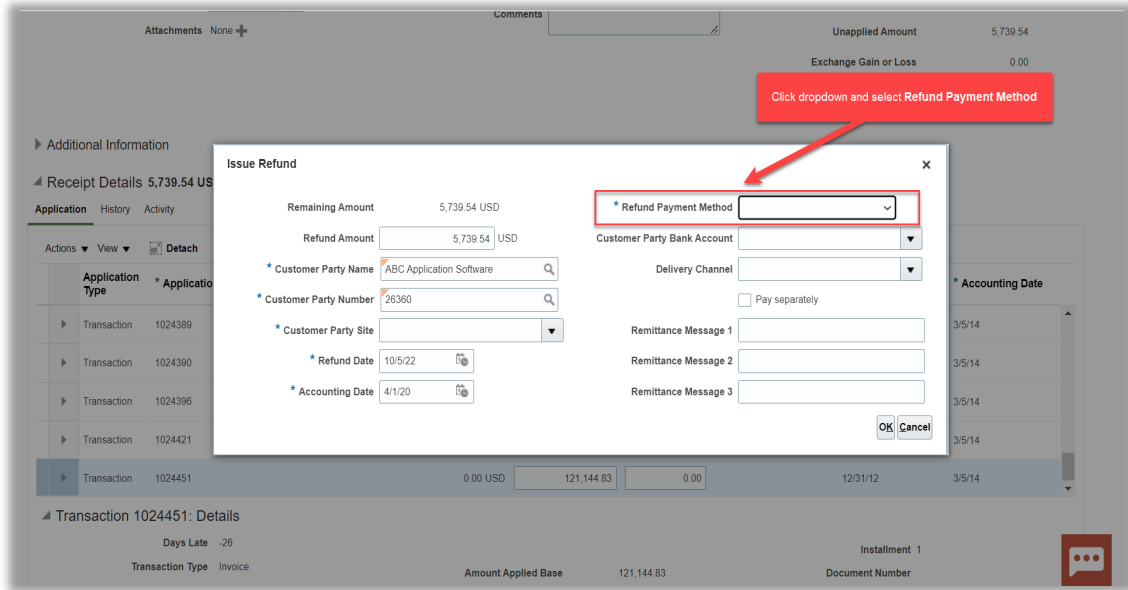 Comments
Attachments None
Unapplied Amount 5,739.54
Exchange Gain or Loss 0.00
Click dropdown and select Refund Payment Method
Additional Information
Receipt Details 5,739.54 US
Application History Activity
Actions View Detach
Application Type * Applicatio * Accounting Date
Transaction 1024389 3/5/14
Transaction 1024390 3/5/14
Transaction 1024396 3/5/14
Transaction 1024421 3/5/14
Transaction 1024451 0.00 USD 121,144.83 0.00 12/31/12 3/5/14
Issue Refund
Remaining Amount 5,739.54 USD
* Refund Payment Method
Refund Amount 5,739.54 USD
Customer Party Bank Account
* Customer Party Name ABC Application Software
Delivery Channel
* Customer Party Number 26360
Pay separately
* Customer Party Site
Remittance Message 1
* Refund Date 10/5/22
Remittance Message 2
* Accounting Date 4/1/20
Remittance Message 3
OK Cancel
Transaction 1024451: Details
Days Late -26
Installment 1
Transaction Type Invoice
Amount Applied Base 121,144.83
Document Number